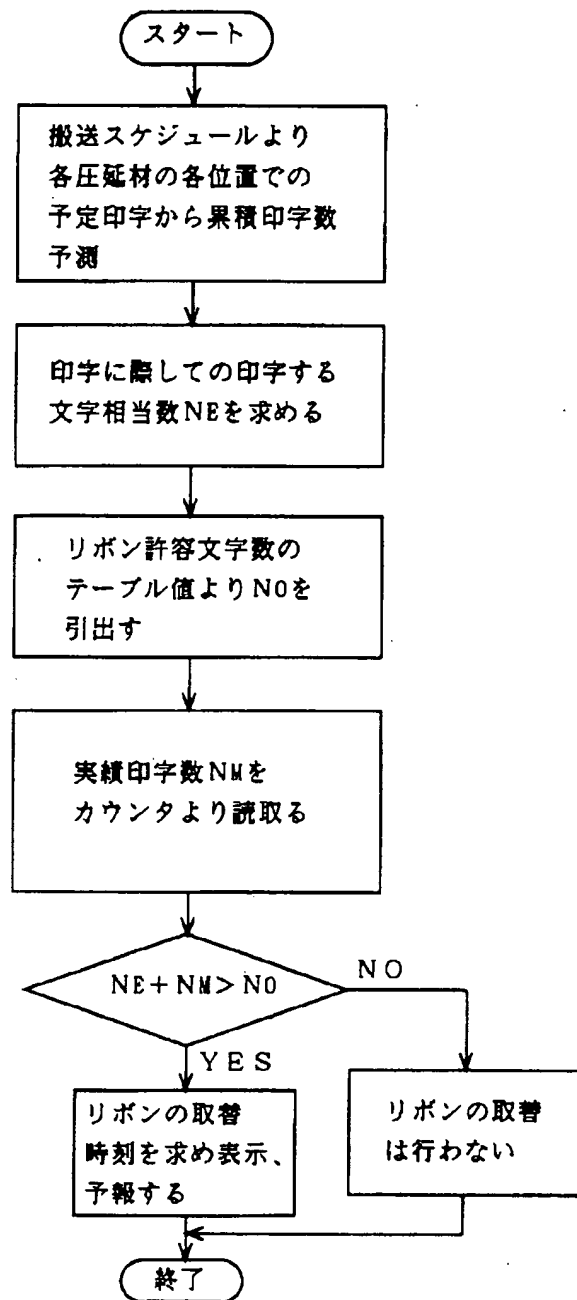 スタート
搬送スケジュールより
各圧延材の各位置での
予定印字から累積印字数
予測
印字に際しての印字する
文字相当数NEを求める
リボン許容文字数の
テーブル値よりN0を
引出す
実績印字数NMを
カウンタより読取る
NE+NM>N0
NO
YES
リボンの取替
時刻を求め表示、
予報する
リボンの取替
は行わない
終了